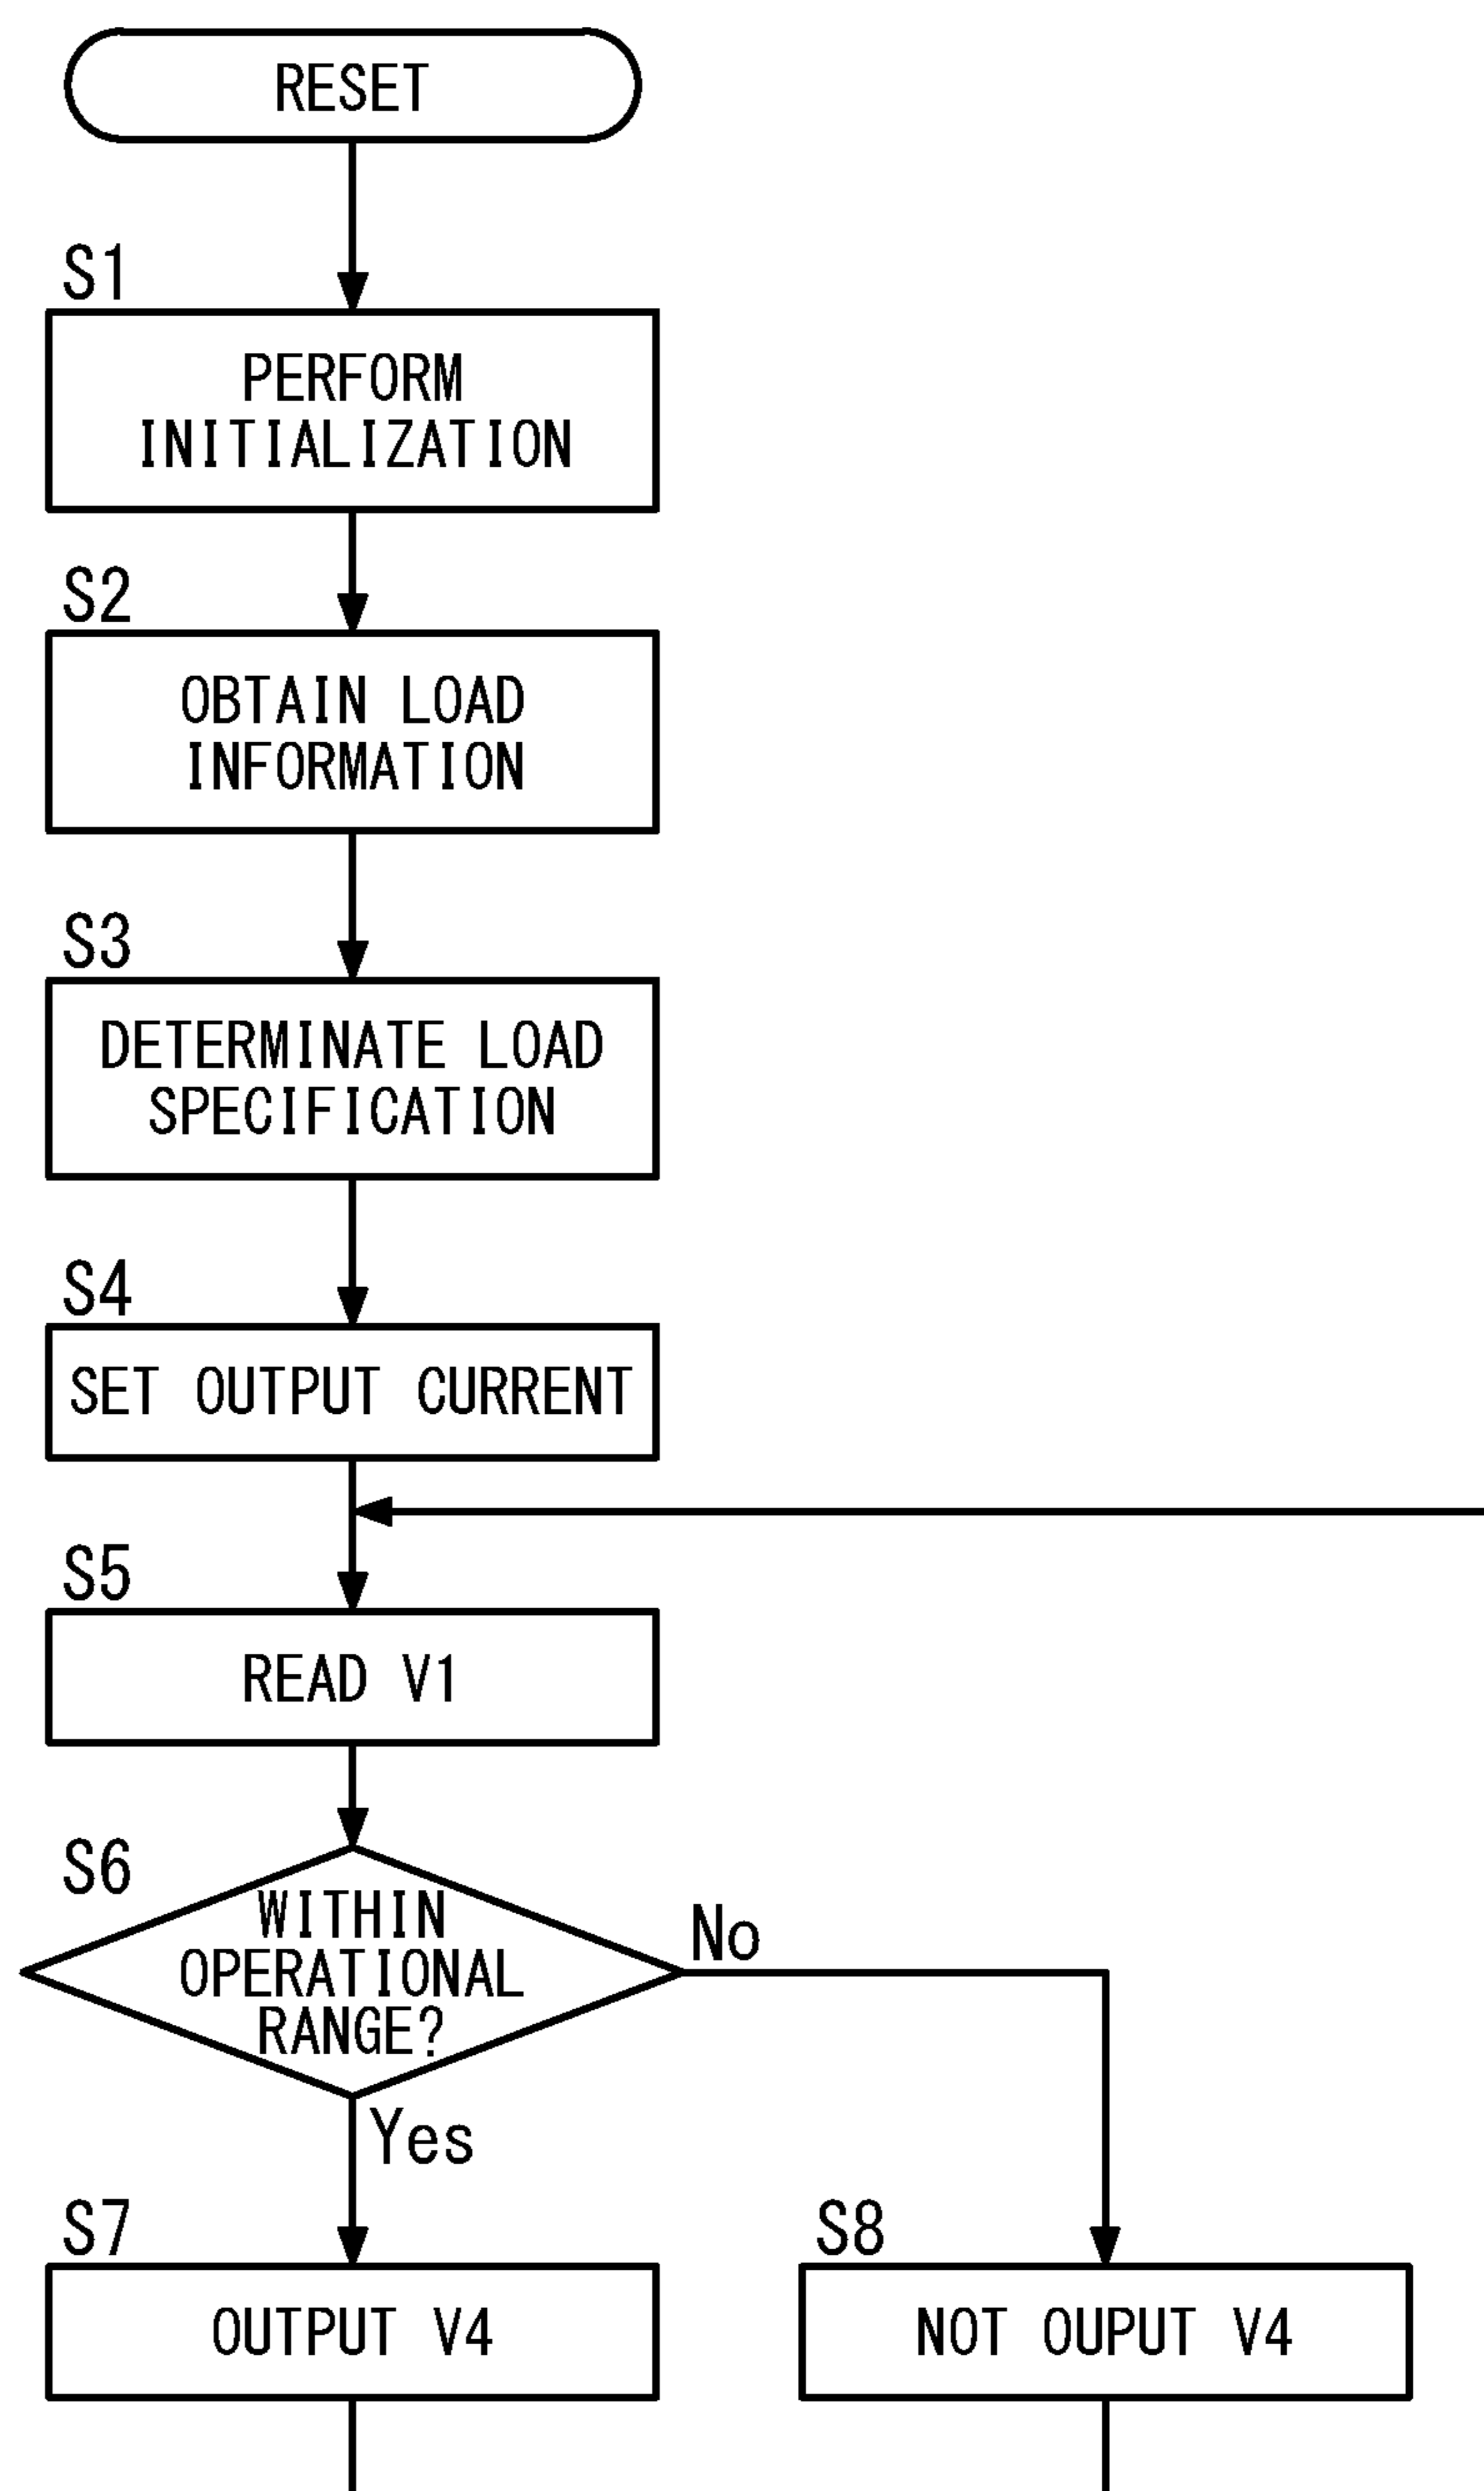 RESET
S1
PERFORM
INITIALIZATION
S2
OBTAIN LOAD
INFORMATION
S3
DETERMINATE LOAD
SPECIFICATION
S4
SET OUTPUT CURRENT
S5
READ V1
S6
WITHIN
OPERATIONAL
RANGE?
No
Yes
S7
OUTPUT V4
S8
NOT OUPUT V4